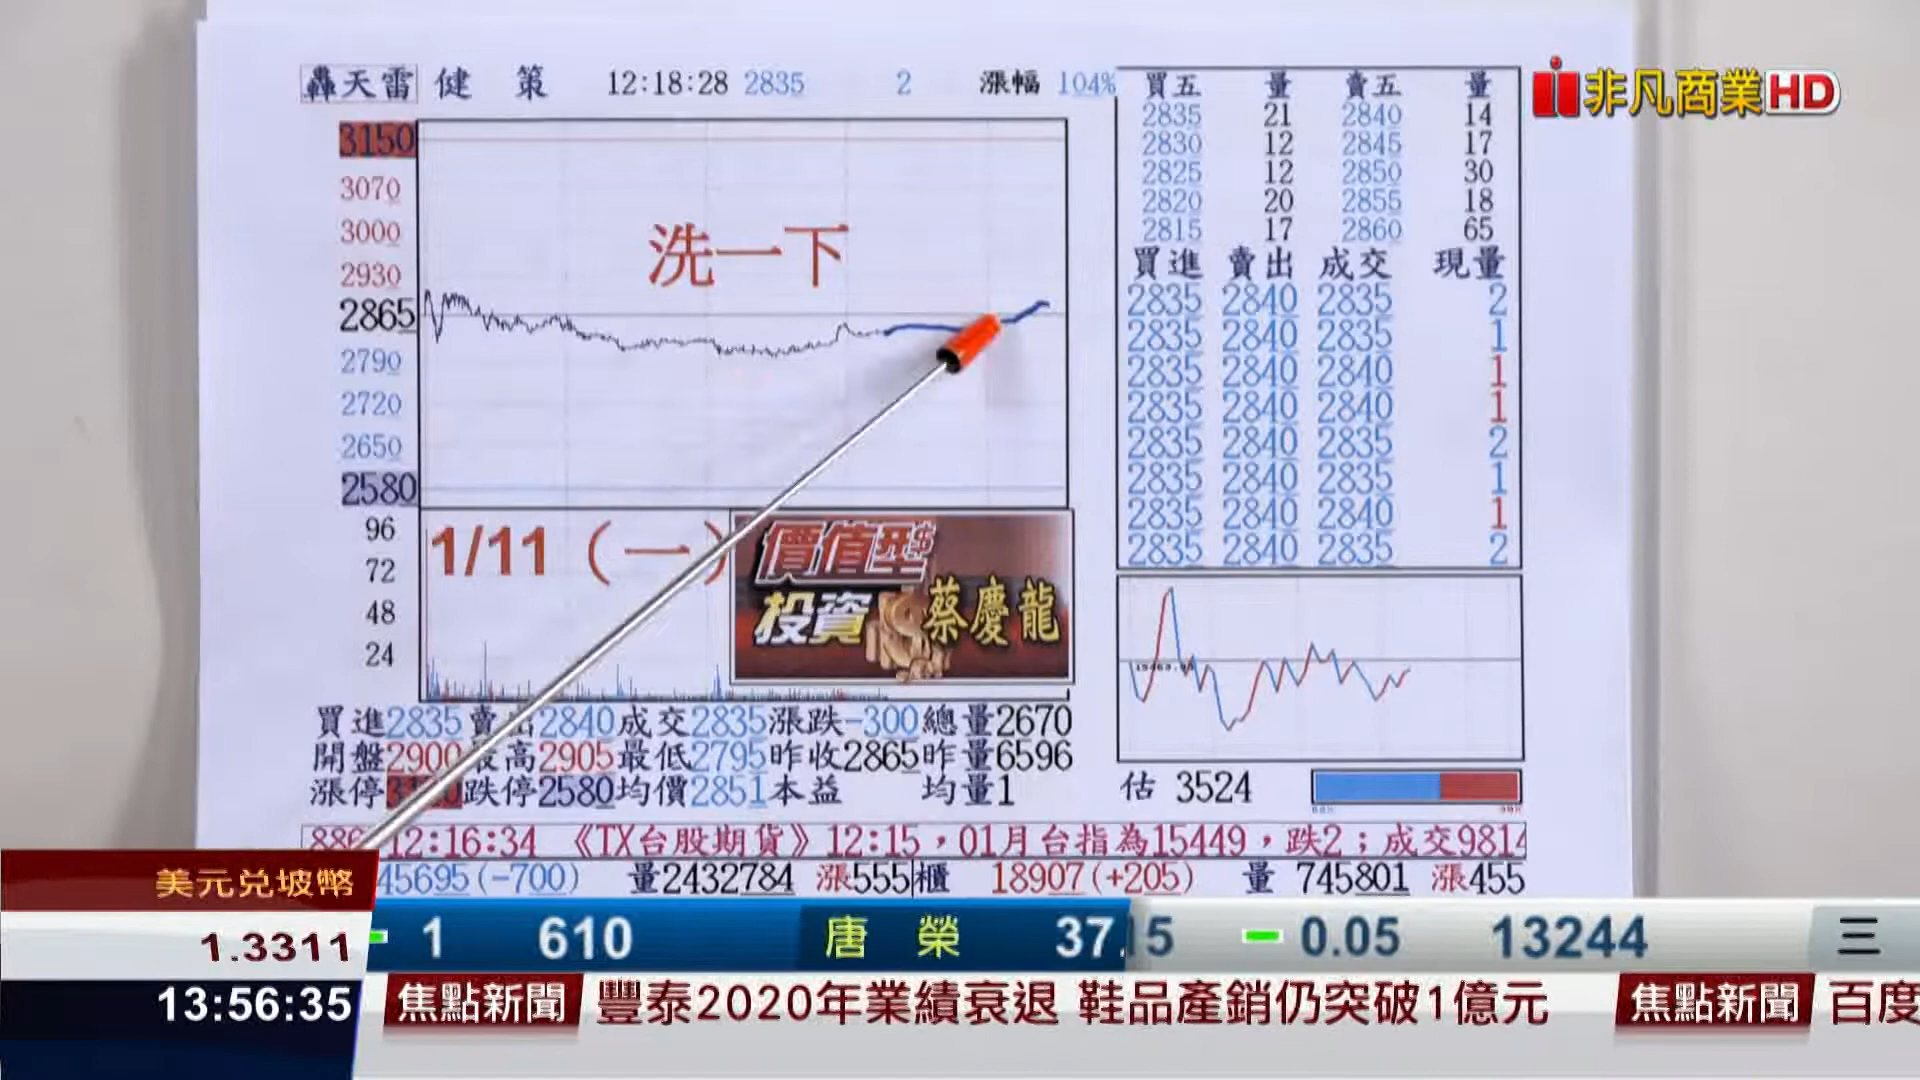 轟天雷 健 策 12:18:28 2835 2 漲幅 104%
非凡商業HD
買五 量 賣五 量
2835 21 2840 14
2830 12 2845 17
2825 12 2850 30
2820 20 2855 18
2815 17 2860 65
買進 賣出 成交 現量
2835 2840 2835 2
2835 2840 2835 1
2835 2840 2840 1
2835 2840 2840 1
2835 2840 2835 2
2835 2840 2835 1
2835 2840 2840 1
2835 2840 2835 2
3150
3070
3000
2930
2865
2790
2720
2650
2580
洗一下
96
72
48
24
1/11（一）
價值型
投資
蔡慶龍
買進2835 賣出2840 成交2835 漲跌-300 總量2670
開盤2900 最高2905 最低2795 昨收2865 昨量6596
漲停 跌停2580 均價2851 本益 均量1
估 3524
12:16:34 《TX台股期貨》12:15，01月台指為15449，跌2；成交9814
45695(-700) 量2432784 漲555 櫃 18907(+205) 量 745801 漲455
美元兌坡幣
1.3311
13:56:35
1 610 唐 榮 37.15 0.05 13244 三
焦點新聞 豐泰2020年業績衰退 鞋品產銷仍突破1億元 焦點新聞 百度